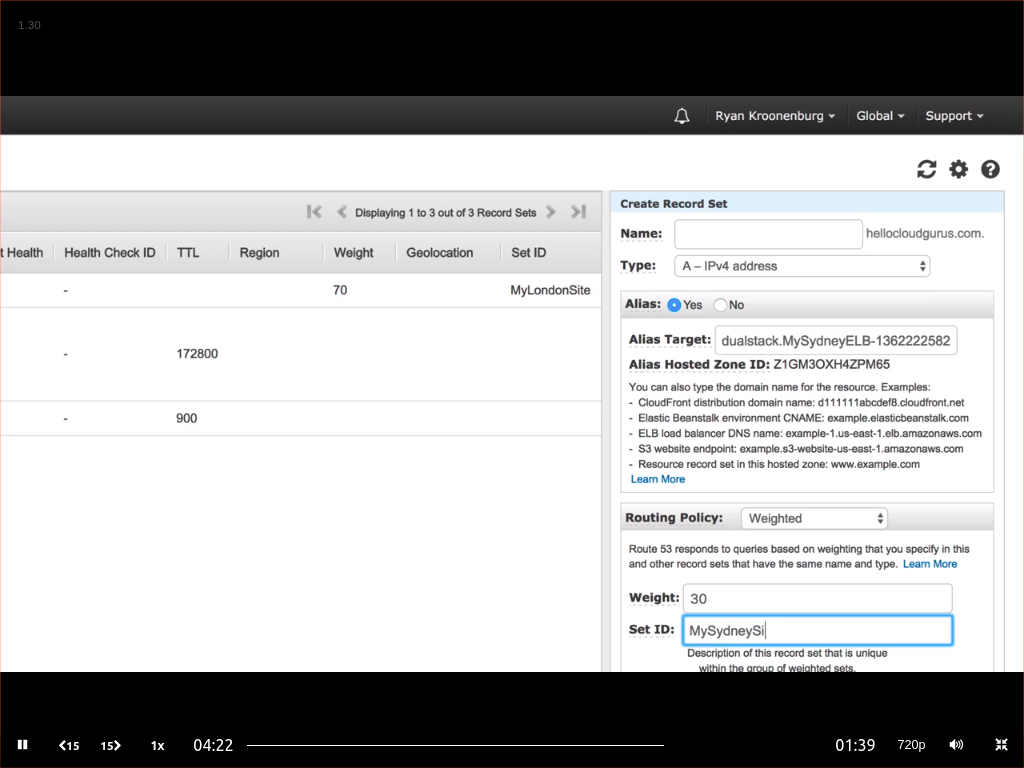 1.30
Ryan Kroonenburg Global Support
Displaying 1 to 3 out of 3 Record Sets
t Health Health Check ID TTL Region Weight Geolocation Set ID
- 70 MyLondonSite
- 172800
- 900
Create Record Set
Name: hellocloudgurus.com.
Type: A – IPv4 address
Alias: Yes No
Alias Target: dualstack.MySydneyELB-1362222582
Alias Hosted Zone ID: Z1GM3OXH4ZPM65
You can also type the domain name for the resource. Examples:
- CloudFront distribution domain name: d111111abcdef8.cloudfront.net
- Elastic Beanstalk environment CNAME: example.elasticbeanstalk.com
- ELB load balancer DNS name: example-1.us-east-1.elb.amazonaws.com
- S3 website endpoint: example.s3-website-us-east-1.amazonaws.com
- Resource record set in this hosted zone: www.example.com
Learn More
Routing Policy: Weighted
Route 53 responds to queries based on weighting that you specify in this
and other record sets that have the same name and type. Learn More
Weight: 30
Set ID: MySydneySi
Description of this record set that is unique
within the group of weighted sets.
15 15 1x 04:22 01:39 720p